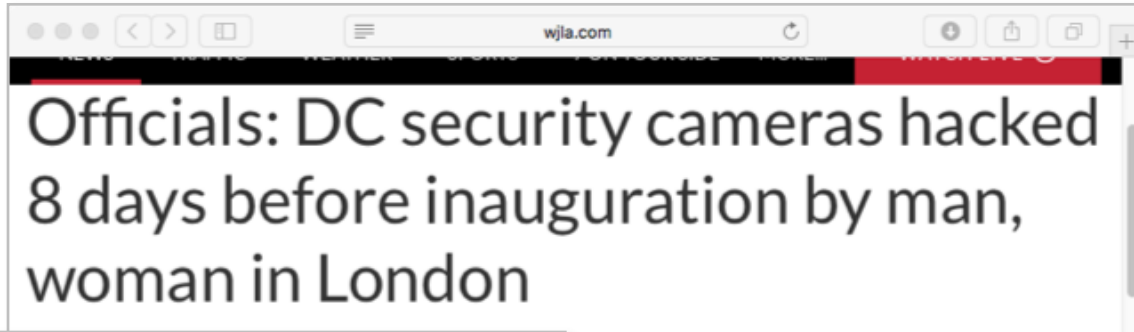 wjla.com
Officials: DC security cameras hacked
8 days before inauguration by man,
woman in London